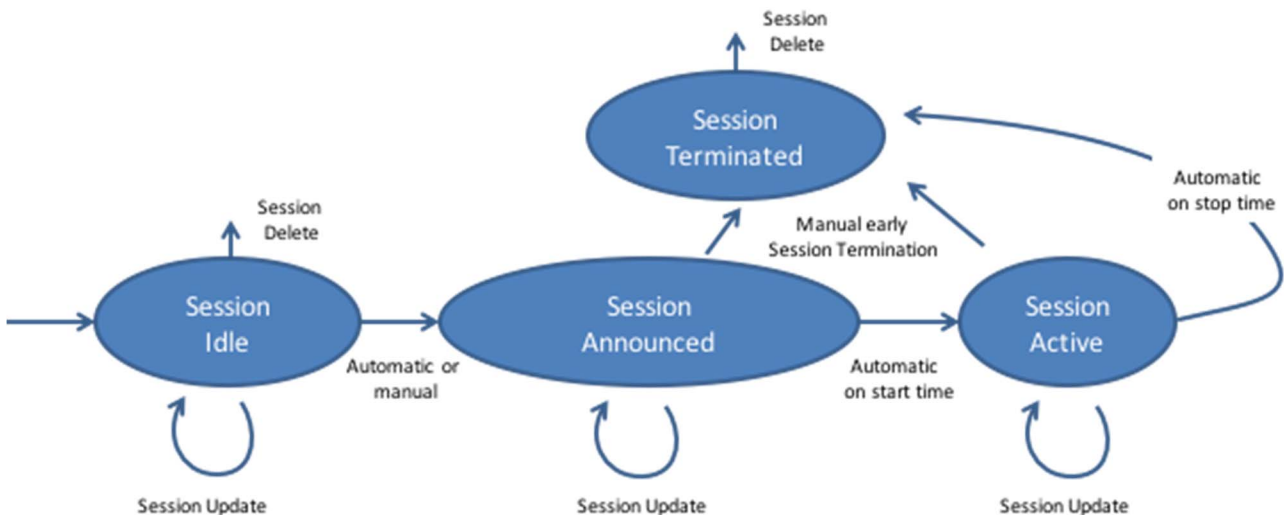 Session
Delete
Session
Terminated
Automatic
on stop time
Session
Delete
Manual early
Session Termination
Session
Idle
Session
Announced
Session
Active
Automatic or
manual
Automatic
on start time
Session Update
Session Update
Session Update